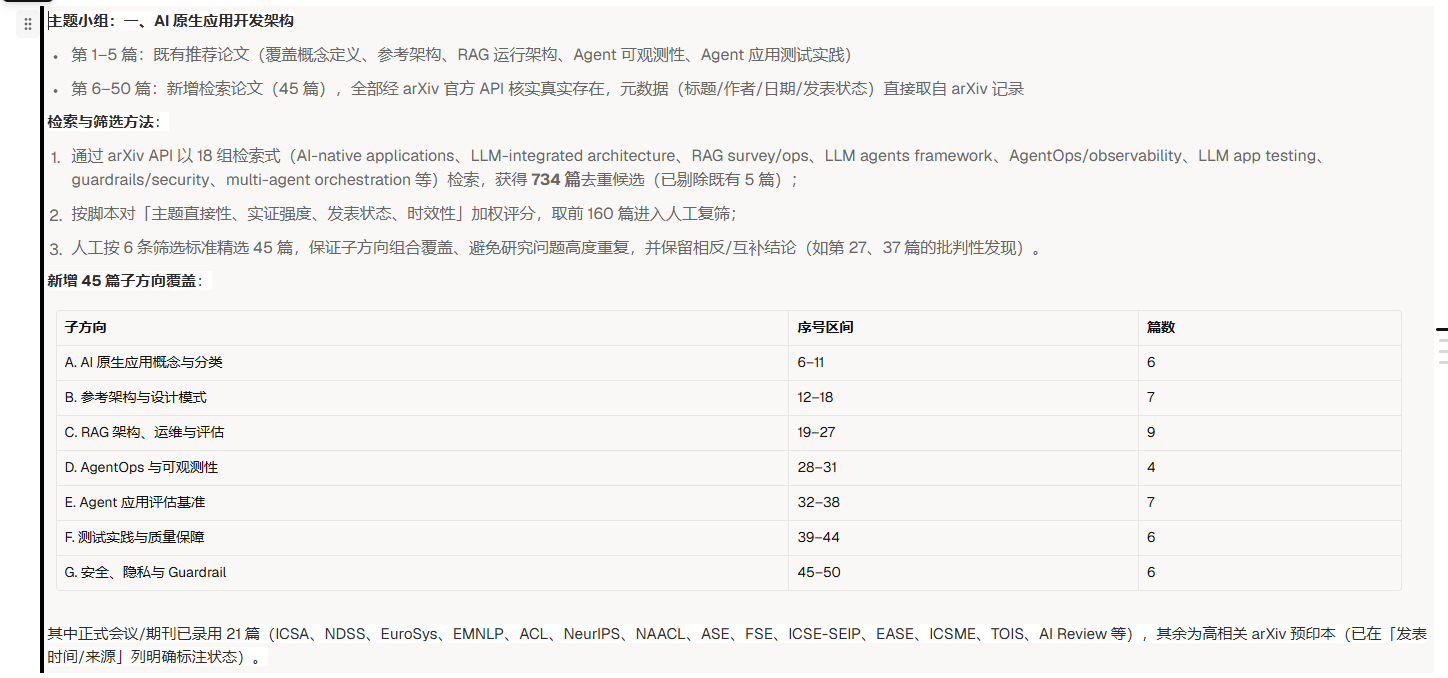 主题小组：一、AI 原生应用开发架构
• 第 1–5 篇：既有推荐论文（覆盖概念定义、参考架构、RAG 运行架构、Agent 可观测性、Agent 应用测试实践）
• 第 6–50 篇：新增检索论文（45 篇），全部经 arXiv 官方 API 核实真实存在，元数据（标题/作者/日期/发表状态）直接取自 arXiv 记录
检索与筛选方法：
1. 通过 arXiv API 以 18 组检索式（AI-native applications、LLM-integrated architecture、RAG survey/ops、LLM agents framework、AgentOps/observability、LLM app testing、
guardrails/security、multi-agent orchestration 等）检索，获得 734 篇去重候选（已剔除既有 5 篇）；
2. 按脚本对「主题直接性、实证强度、发表状态、时效性」加权评分，取前 160 篇进入人工复筛；
3. 人工按 6 条筛选标准精选 45 篇，保证子方向组合覆盖、避免研究问题高度重复，并保留相反/互补结论（如第 27、37 篇的批判性发现）。
新增 45 篇子方向覆盖：
子方向 序号区间 篇数
A. AI 原生应用概念与分类 6–11 6
B. 参考架构与设计模式 12–18 7
C. RAG 架构、运维与评估 19–27 9
D. AgentOps 与可观测性 28–31 4
E. Agent 应用评估基准 32–38 7
F. 测试实践与质量保障 39–44 6
G. 安全、隐私与 Guardrail 45–50 6
其中正式会议/期刊已录用 21 篇（ICSA、NDSS、EuroSys、EMNLP、ACL、NeurIPS、NAACL、ASE、FSE、ICSE-SEIP、EASE、ICSME、TOIS、AI Review 等），其余为高相关 arXiv 预印本（已在「发表
时间/来源」列明确标注状态）。